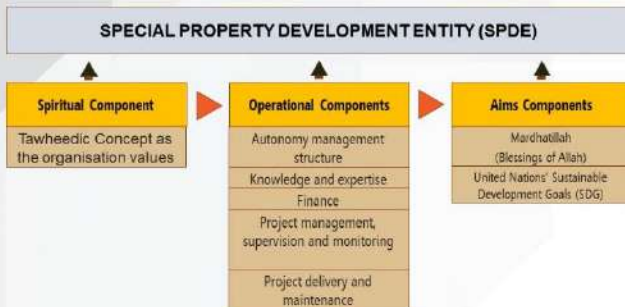 SPECIAL PROPERTY DEVELOPMENT ENTITY (SPDE)
Spiritual Component
Tawheedic Concept as
the organisation values
Operational Components
Autonomy management
structure
Knowledge and expertise
Finance
Project management,
supervision and monitoring
Project delivery and
maintenance
Aims Components
Mardhatillah
(Blessings of Allah)
United Nations' Sustainable
Development Goals (SDG)